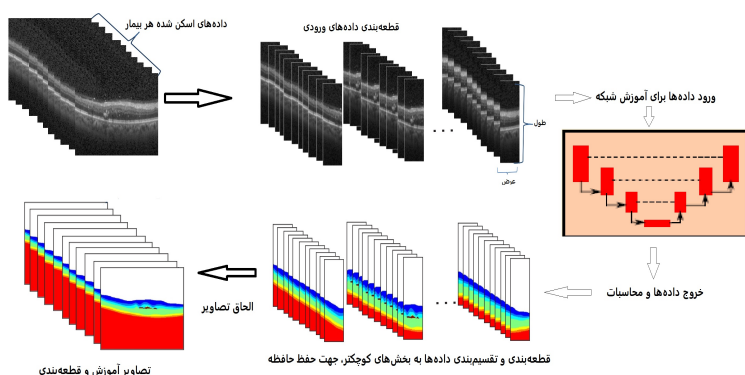 داده‌های اسکن شده هر بیمار
قطعه‌بندی داده‌های ورودی
ورود داده‌ها برای آموزش شبکه
طول
عرض
...
خروج داده‌ها و محاسبات
...
الحاق تصاویر
قطعه‌بندی و تقسیم‌بندی داده‌ها به بخش‌های کوچکتر، جهت حفظ حافظه
تصاویر آموزش و قطعه‌بندی